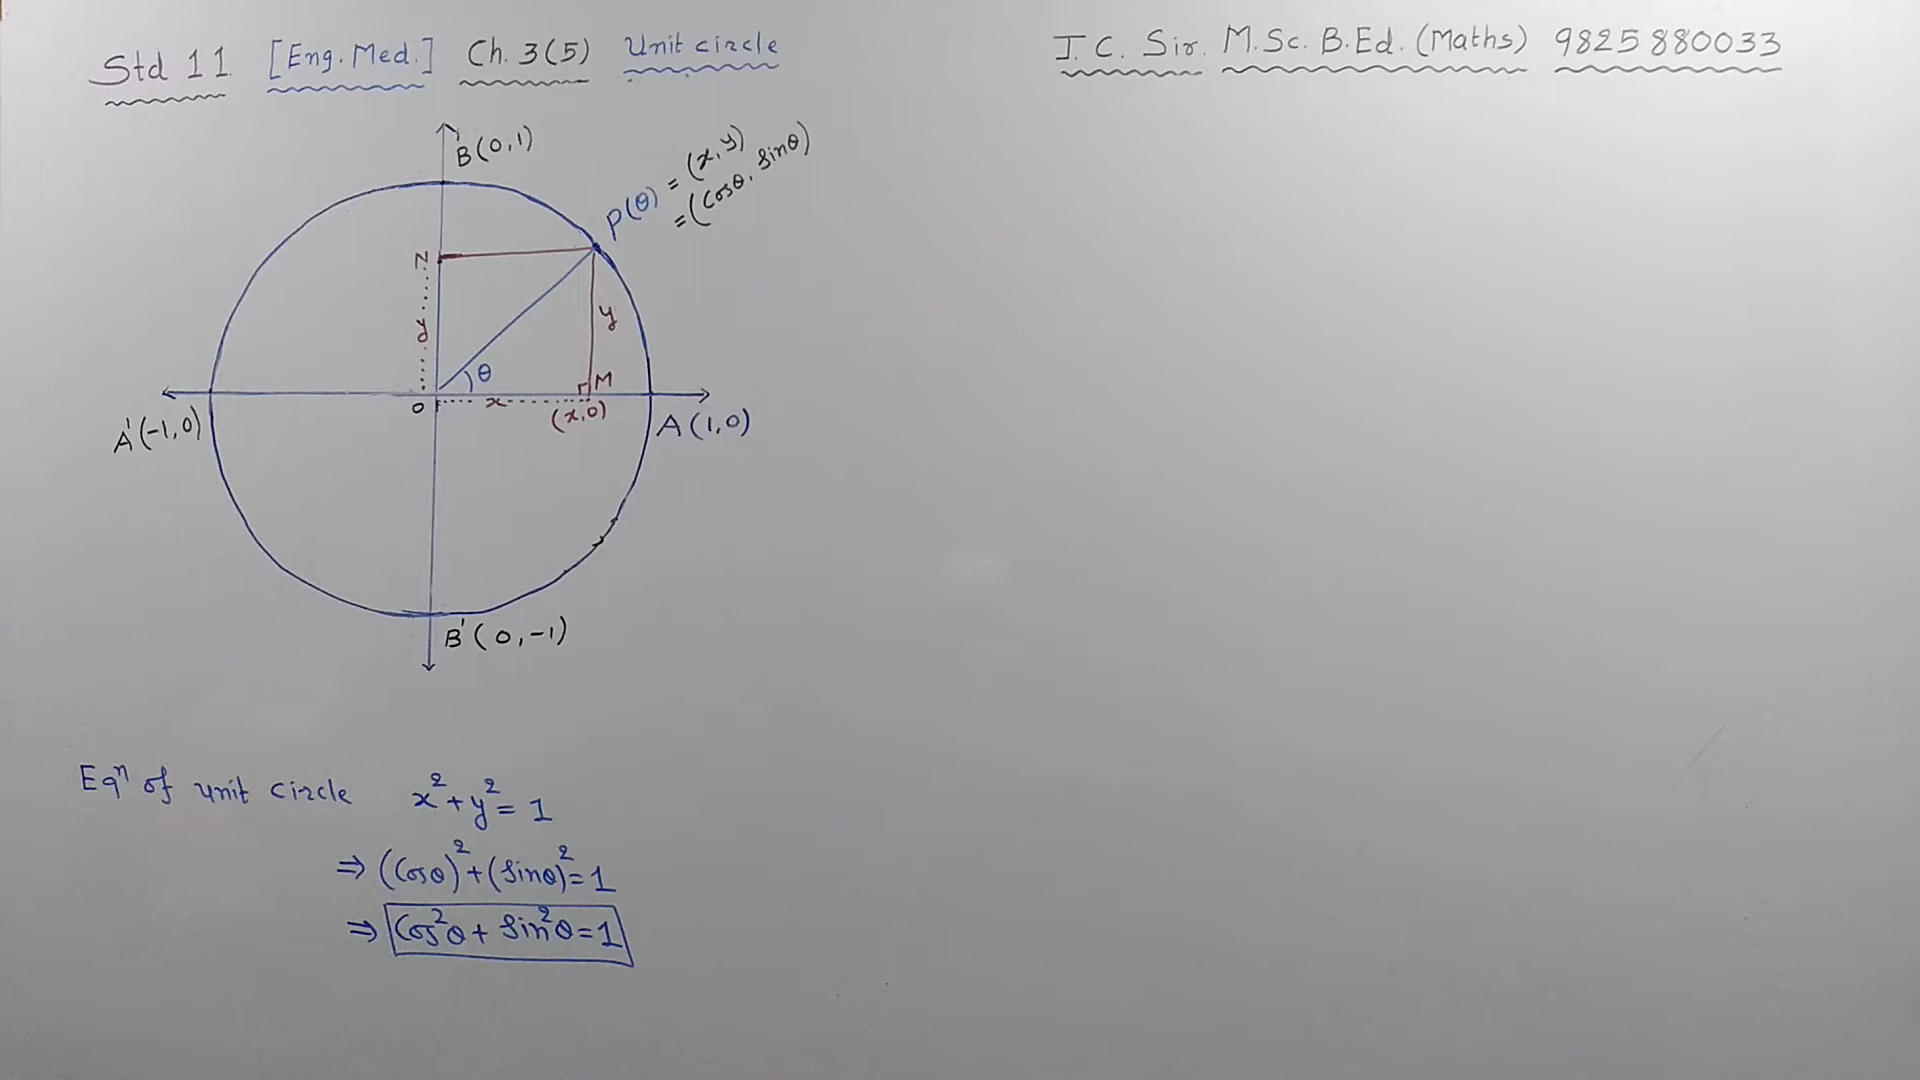 Std 11 [Eng. Med.] Ch. 3(5) Unit circle
J. C. Sir. M.Sc. B.Ed. (Maths) 9825880033
B(0,1)
P(θ) = (x, y)
= (Cosθ, Sinθ)
N
y
y
θ
M
O
x
(x,0)
A'(-1,0)
A(1,0)
B'(0,-1)
Eqⁿ of unit circle x² + y² = 1
⇒ (Cosθ)² + (Sinθ)² = 1
⇒ Cos²θ + Sin²θ = 1